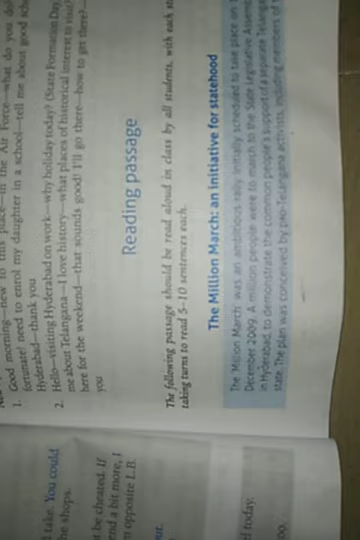 Good morning—new to this place—in the Air Force—what do you do
1. fortunate! need to enrol my daughter in a school—tell me about good
Hyderabad—thank you
2. Hello—visiting Hyderabad on work—why holiday today? (State Formation Day
me about Telangana—I love history—what places of historical interest to visit?
here for the weekend—that sounds good! I'll go there—how to get there?—
you
Reading passage
The following passage should be read aloud in class by all students, with each
taking turns to read 5–10 sentences each.
The Million March: an initiative for statehood
The Million March was an ambitious rally initially scheduled to take place on
December 2009. A million people were to march to the State Legislative
in Hyderabad, to demonstrate the common people's support of a separate
state. The plan was conceived by pro-Telangana activists, including members of
take. You could
he shops.
be cheated. If
end a bit more, I
opposite L.B.
today.